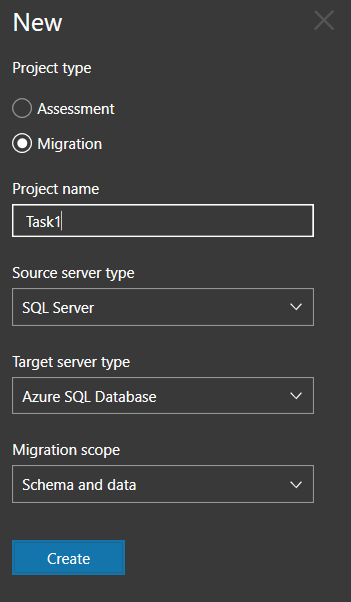 New
Project type
Assessment
Migration
Project name
Task1
Source server type
SQL Server
Target server type
Azure SQL Database
Migration scope
Schema and data
Create